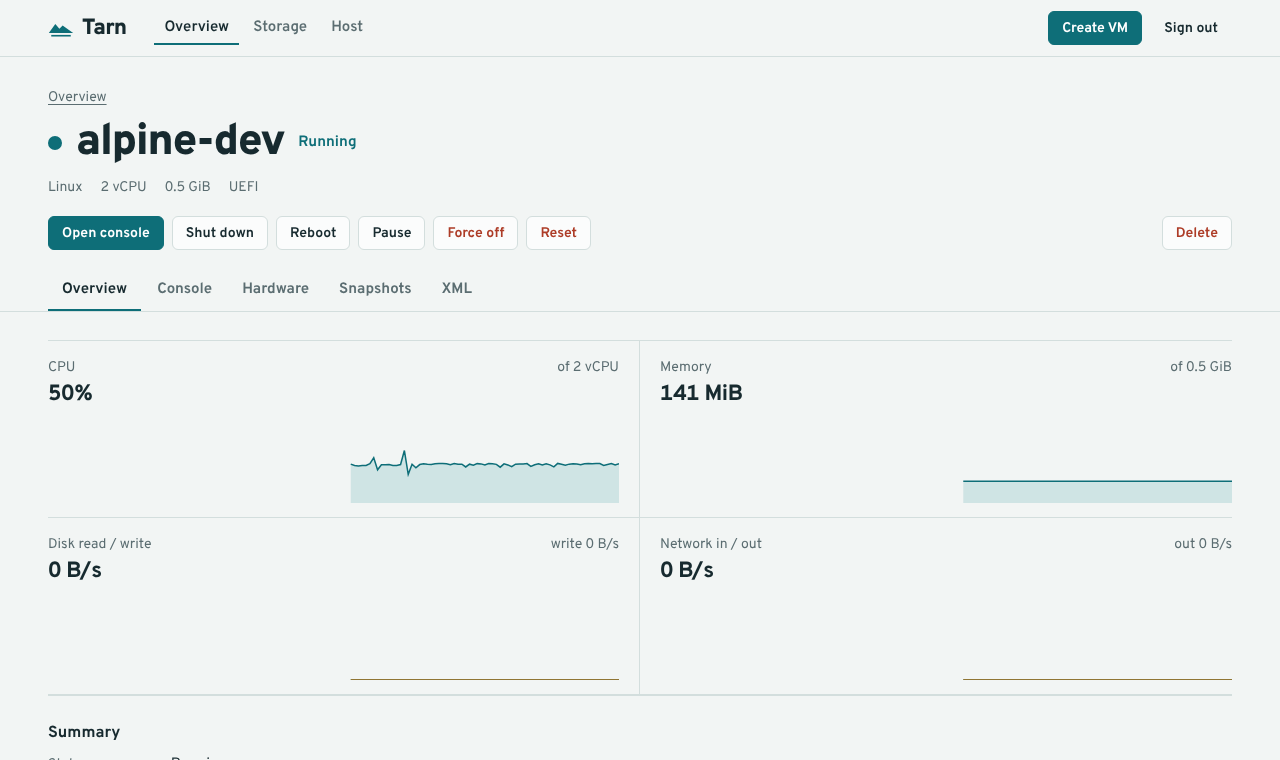 Tarn Overview Storage Host Create VM Sign out
Overview
alpine-dev Running
Linux 2 vCPU 0.5 GiB UEFI
Open console Shut down Reboot Pause Force off Reset Delete
Overview Console Hardware Snapshots XML
CPU of 2 vCPU
50%
Memory of 0.5 GiB
141 MiB
Disk read / write write 0 B/s
0 B/s
Network in / out out 0 B/s
0 B/s
Summary